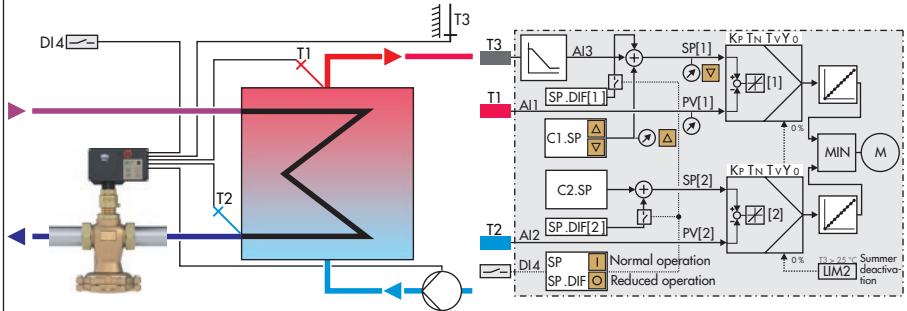 DI4
T3
T1
T2
T3
AI3
SP[1]
KP TN TV Y0
[1]
SP.DIF[1]
T1
AI1
PV[1]
0 %
C1.SP
MIN
M
C2.SP
SP[2]
KP TN TV Y0
[2]
SP.DIF[2]
T2
AI2
PV[2]
0 %
T3 > 25 °C
LIM2
Summer
deactiva-
tion
DI4
SP
I
Normal operation
SP.DIF
O
Reduced operation